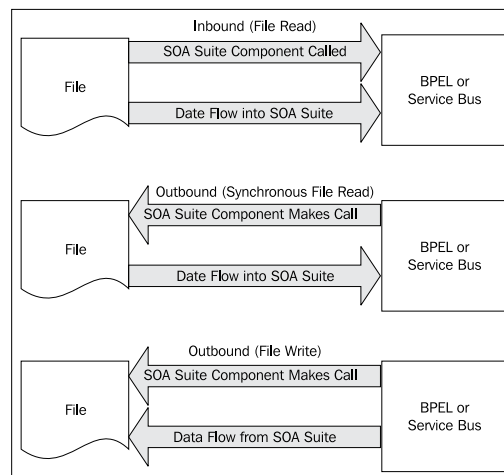 Inbound (File Read)
SOA Suite Component Called
File
BPEL or
Service Bus
Date Flow into SOA Suite
Outbound (Synchronous File Read)
SOA Suite Component Makes Call
File
BPEL or
Service Bus
Date Flow into SOA Suite
Outbound (File Write)
SOA Suite Component Makes Call
File
BPEL or
Service Bus
Data Flow from SOA Suite